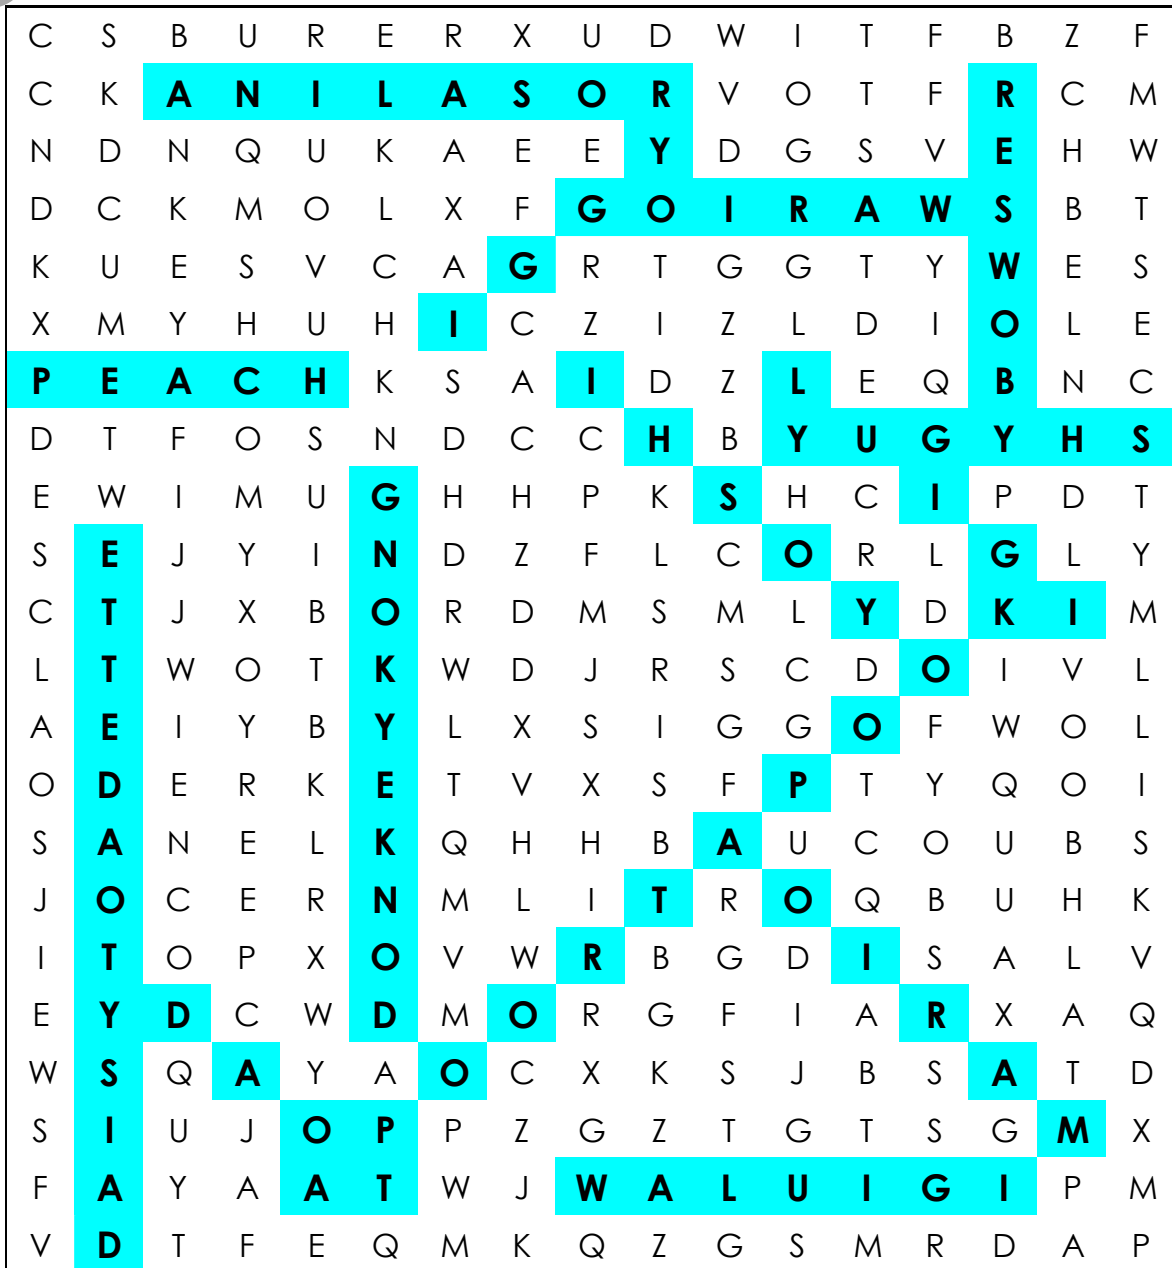 C S B U R E R X U D W I T F B Z F
C K A N I L A S O R V O T F R C M
N D N Q U K A E E Y D G S V E H W
D C K M O L X F G O I R A W S B T
K U E S V C A G R T G G T Y W E S
X M Y H U H I C Z I Z L D I O L E
P E A C H K S A I D Z L E Q B N C
D T F O S N D C C H B Y U G Y H S
E W I M U G H H P K S H C I P D T
S E J Y I N D Z F L C O R L G L Y
C T J X B O R D M S M L Y D K I M
L T W O T K W D J R S C D O I V L
A E I Y B Y L X S I G G O F W O L
O D E R K E T V X S F P T Y Q O I
S A N E L K Q H H B A U C O U B S
J O C E R N M L I T R O Q B U H K
I T O P X O V W R B G D I S A L V
E Y D C W D M O R G F I A R X A Q
W S Q A Y A O C X K S J B S A T D
S I U J O P P Z G Z T G T S G M X
F A Y A A T W J W A L U I G I P M
V D T F E Q M K Q Z G S M R D A P